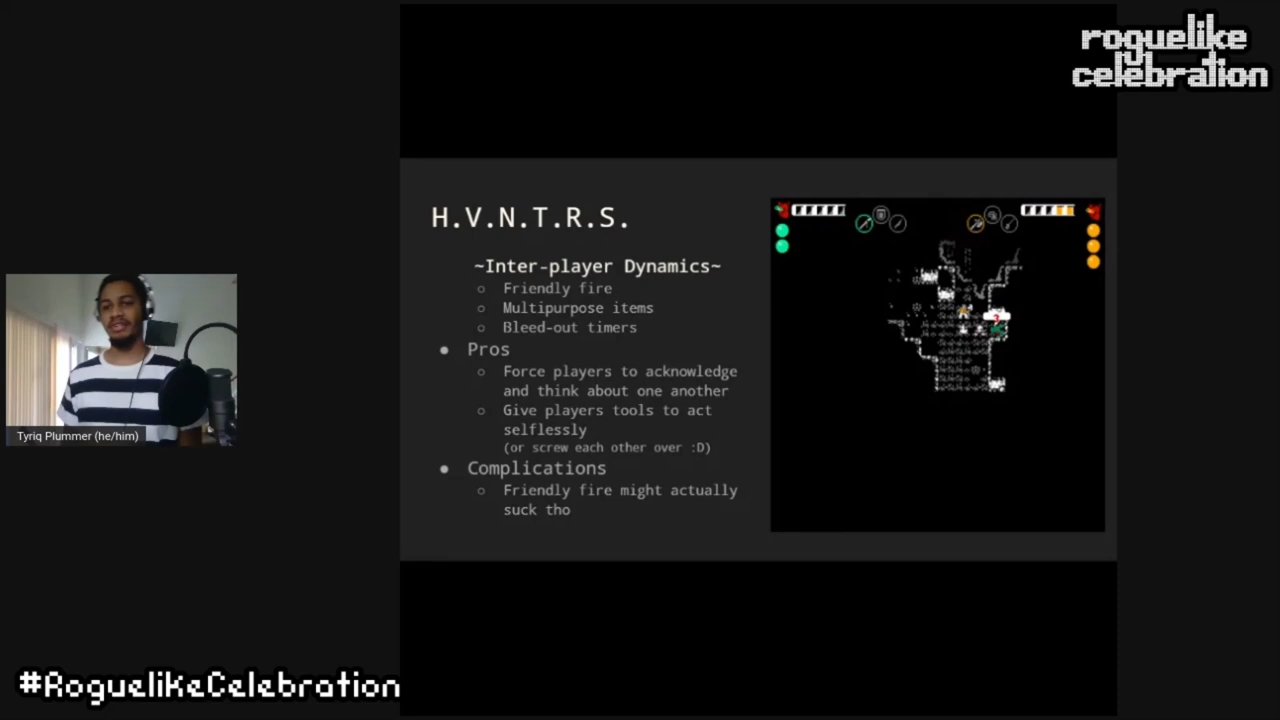 roguelike
celebration
H.V.N.T.R.S.
~Inter-player Dynamics~
○ Friendly fire
○ Multipurpose items
○ Bleed-out timers
● Pros
○ Force players to acknowledge
and think about one another
○ Give players tools to act
selflessly
(or screw each other over :D)
● Complications
○ Friendly fire might actually
suck tho
3
Tyriq Plummer (he/him)
#RoguelikeCelebration